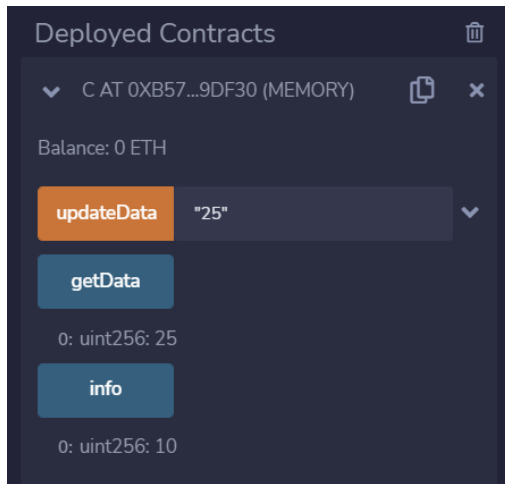 Deployed Contracts
C AT 0XB57...9DF30 (MEMORY)
Balance: 0 ETH
updateData "25"
getData
0: uint256: 25
info
0: uint256: 10